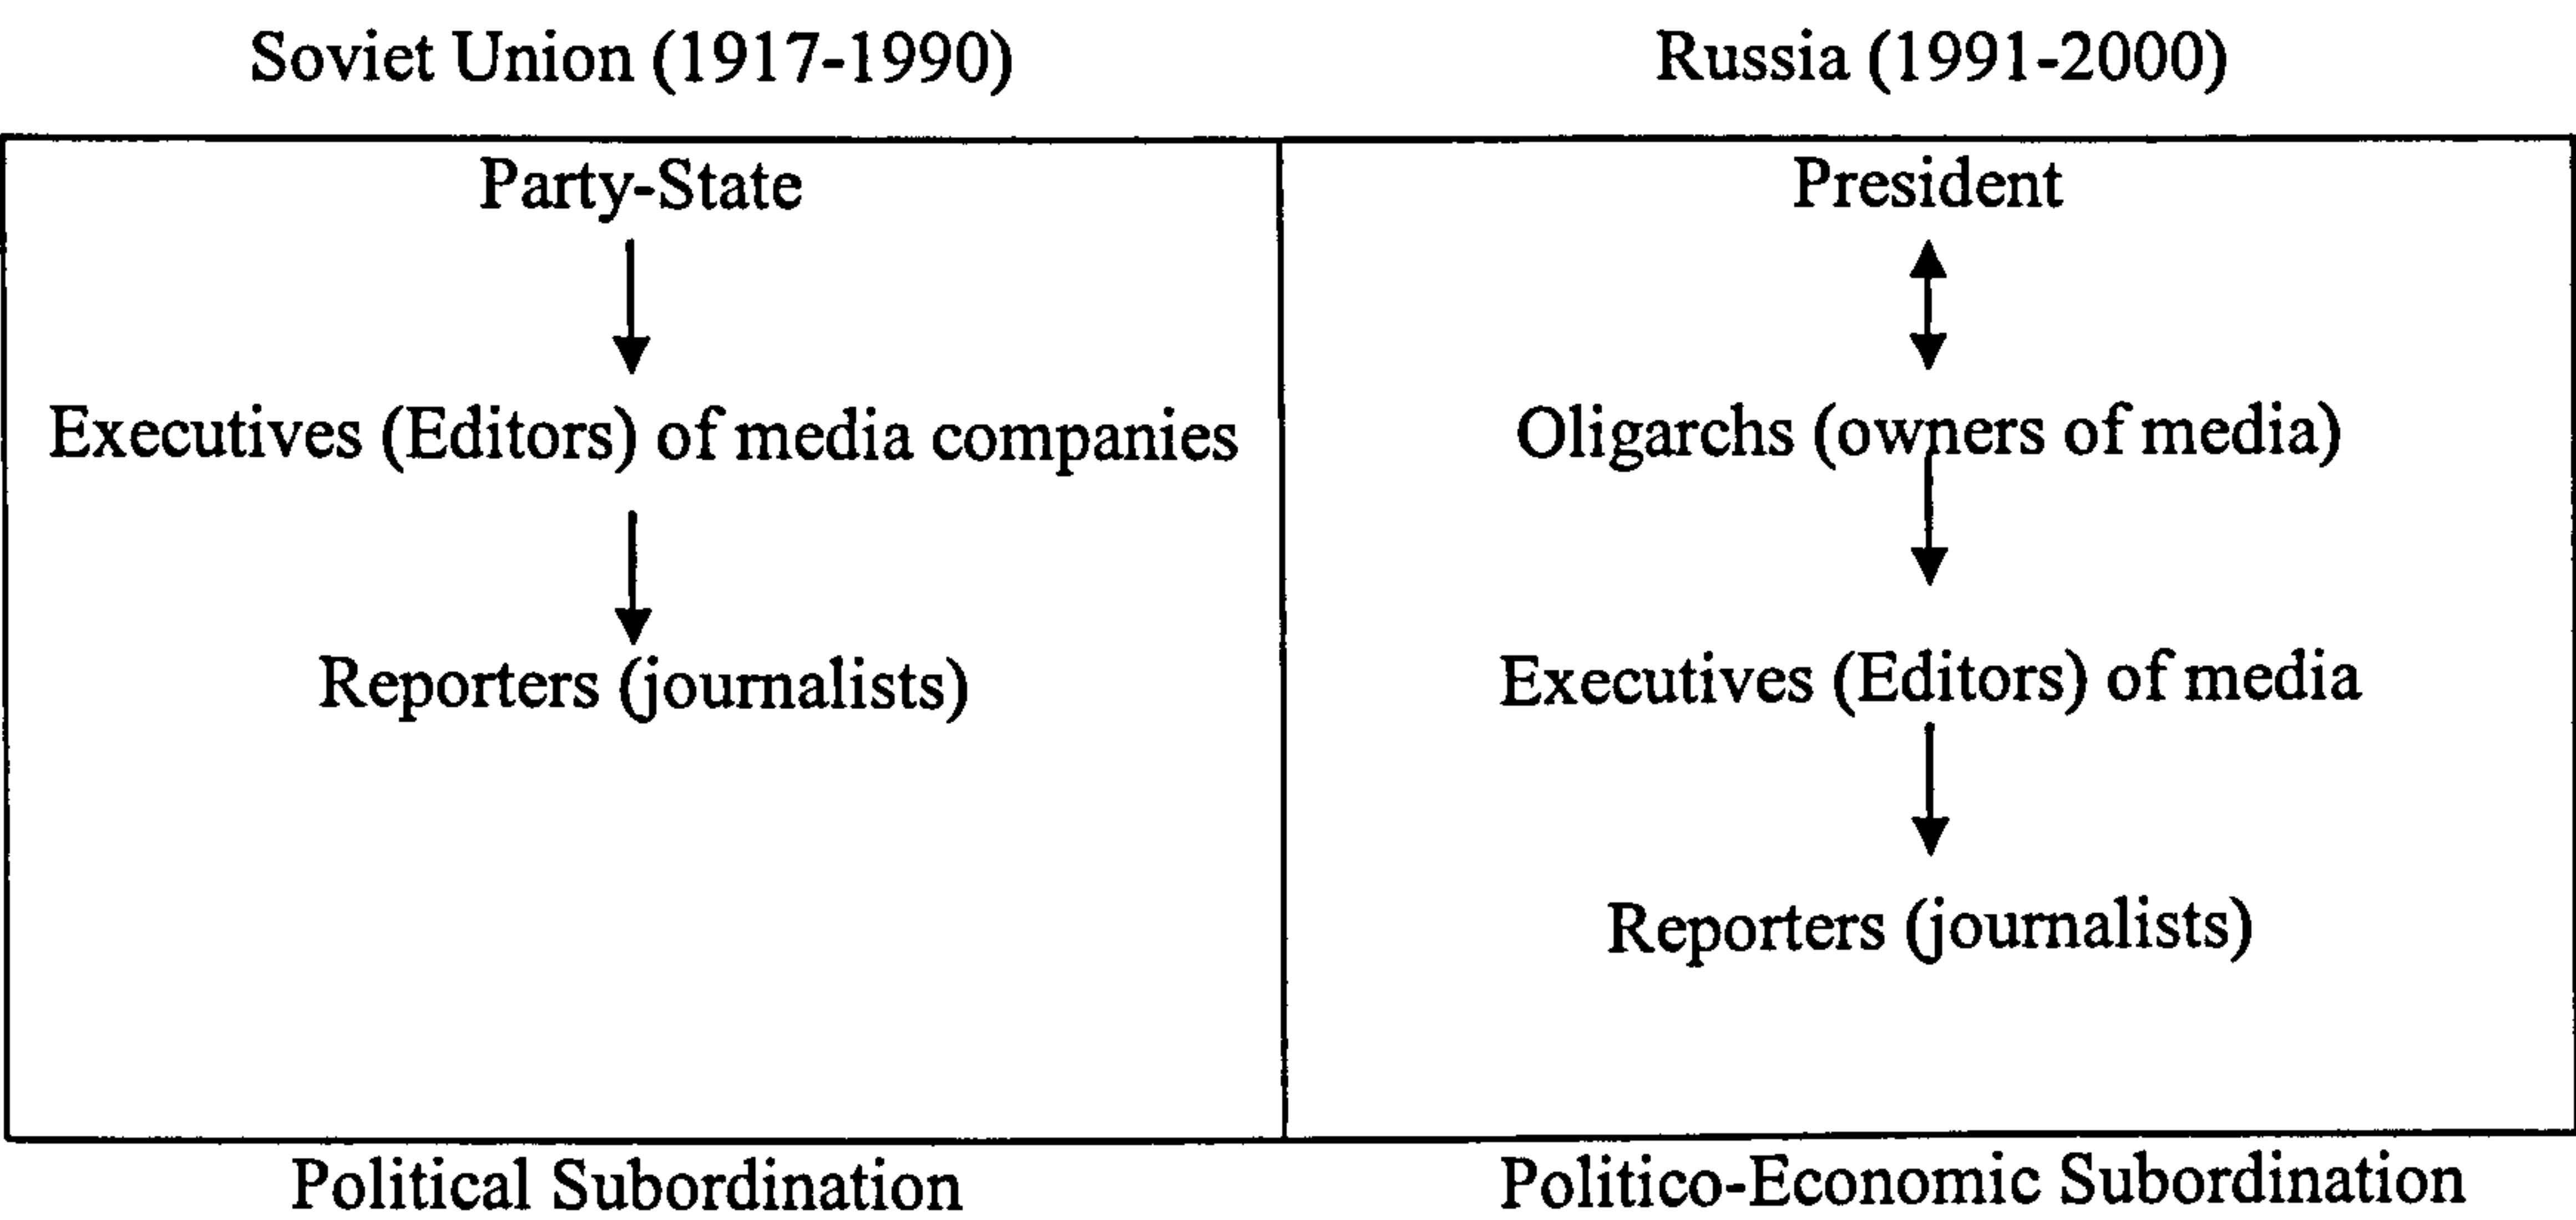 Soviet Union (1917-1990)
Russia (1991-2000)
Party-State
Executives (Editors) of media companies
Reporters (journalists)
President
Oligarchs (owners of media)
Executives (Editors) of media
Reporters (journalists)
Political Subordination
Politico-Economic Subordination